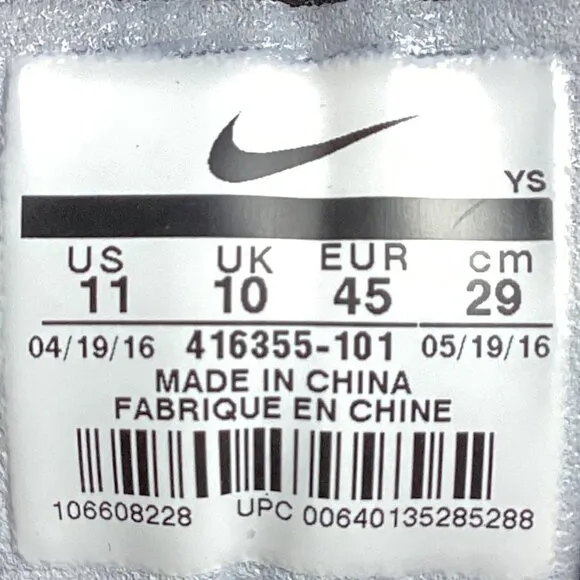 YS
US UK EUR cm
11 10 45 29
04/19/16 416355-101 05/19/16
MADE IN CHINA
FABRIQUE EN CHINE
106608228 UPC 00640135285288